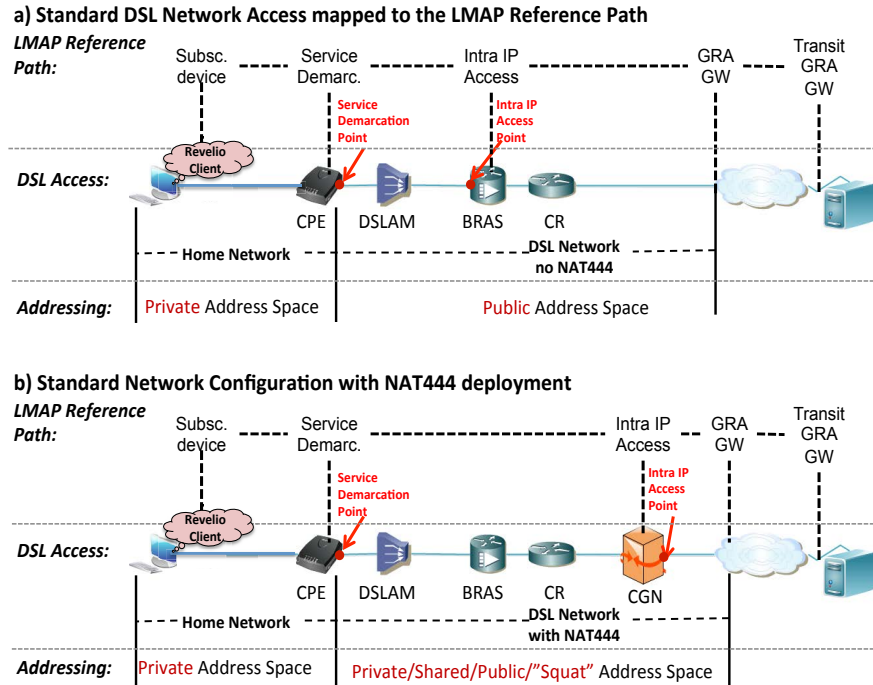 a) Standard DSL Network Access mapped to the LMAP Reference Path
LMAP Reference
Path:
Subsc.
device
Service
Demarc.
Intra IP
Access
GRA
GW
Transit
GRA
GW
Service
Demarcation
Point
Intra IP
Access
Point
Revelio
Client
DSL Access:
CPE
DSLAM
BRAS
CR
Home Network
DSL Network
no NAT444
Addressing:
Private Address Space
Public Address Space
b) Standard Network Configuration with NAT444 deployment
LMAP Reference
Path:
Subsc.
device
Service
Demarc.
Intra IP
Access
GRA
GW
Transit
GRA
GW
Service
Demarcation
Point
Intra IP
Access
Point
Revelio
Client
DSL Access:
CPE
DSLAM
BRAS
CR
CGN
Home Network
DSL Network
with NAT444
Addressing:
Private Address Space
Private/Shared/Public/”Squat” Address Space